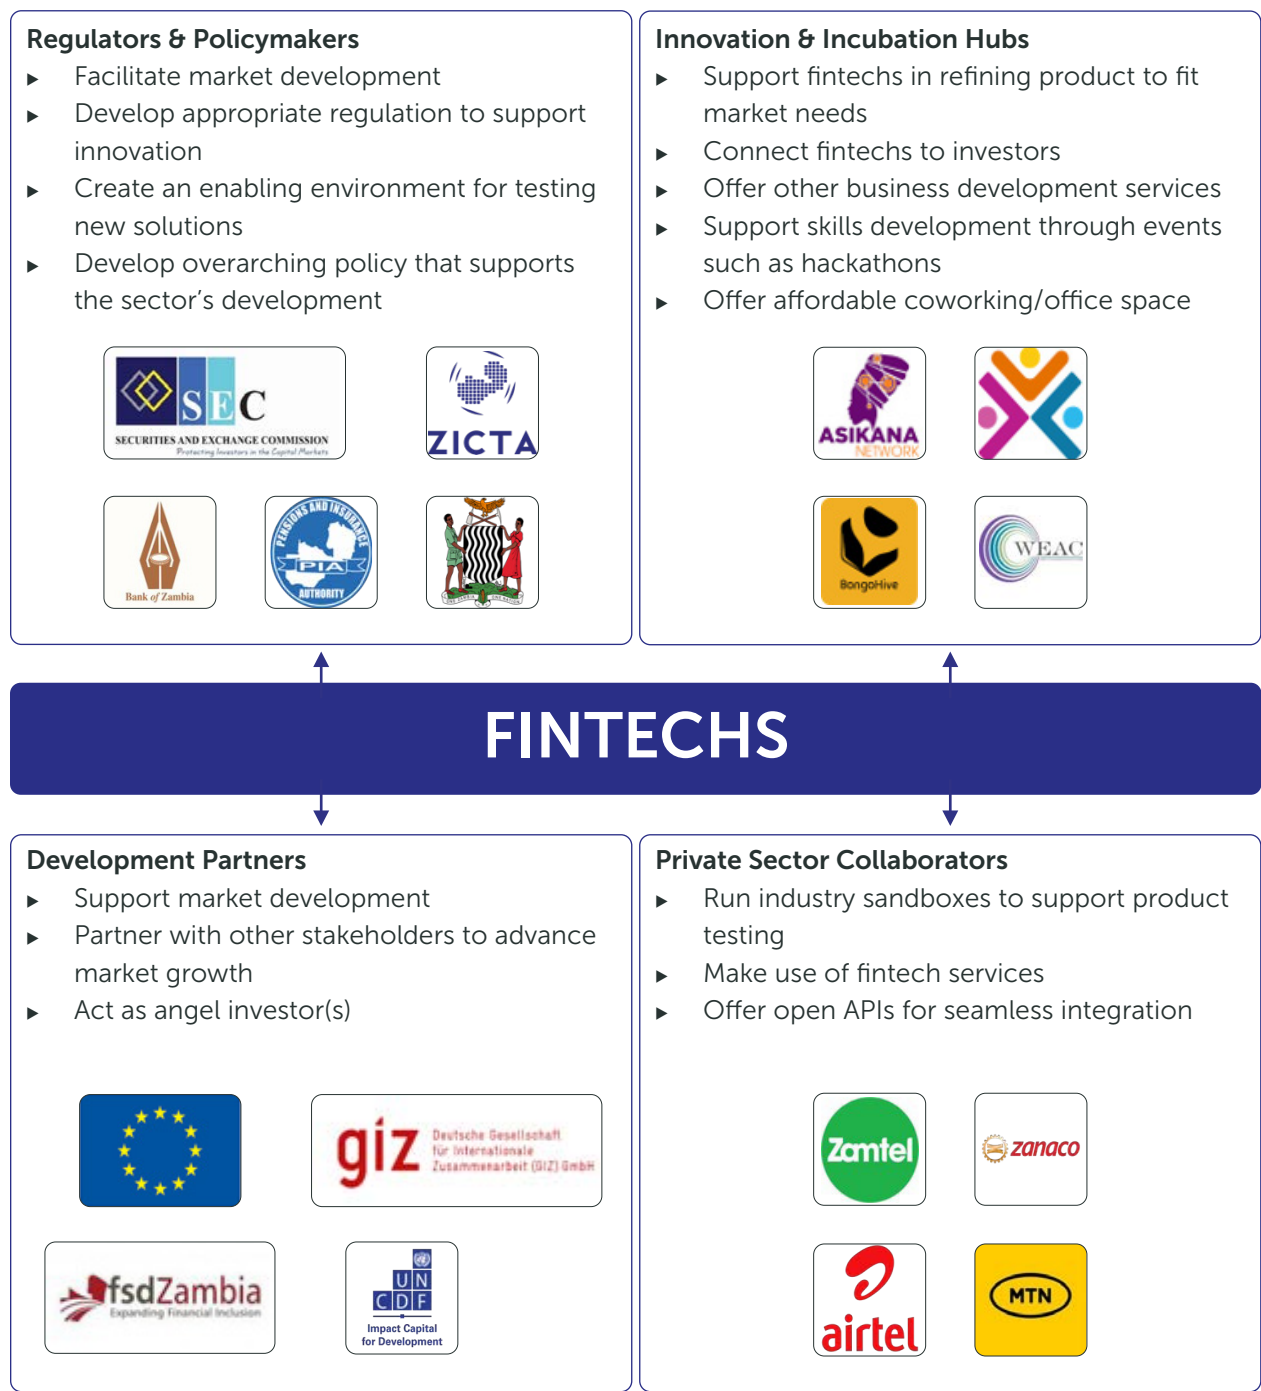 Regulators & Policymakers
► Facilitate market development
► Develop appropriate regulation to support
innovation
► Create an enabling environment for testing
new solutions
► Develop overarching policy that supports
the sector's development
SEC
SECURITIES AND EXCHANGE COMMISSION
Protecting Investors in the Capital Markets
ZICTA
Bank of Zambia
PENSIONS AND INSURANCE
PIA
AUTHORITY
Innovation & Incubation Hubs
► Support fintechs in refining product to fit
market needs
► Connect fintechs to investors
► Offer other business development services
► Support skills development through events
such as hackathons
► Offer affordable coworking/office space
ASIKANA
NETWORK
BongoHive
WEAC
FINTECHS
Development Partners
► Support market development
► Partner with other stakeholders to advance
market growth
► Act as angel investor(s)
giz
Deutsche Gesellschaft
für Internationale
Zusammenarbeit (GIZ) GmbH
fsdZambia
Expanding Financial Inclusion
UN
CDF
Impact Capital
for Development
Private Sector Collaborators
► Run industry sandboxes to support product
testing
► Make use of fintech services
► Offer open APIs for seamless integration
Zamtel
zanaco
airtel
MTN